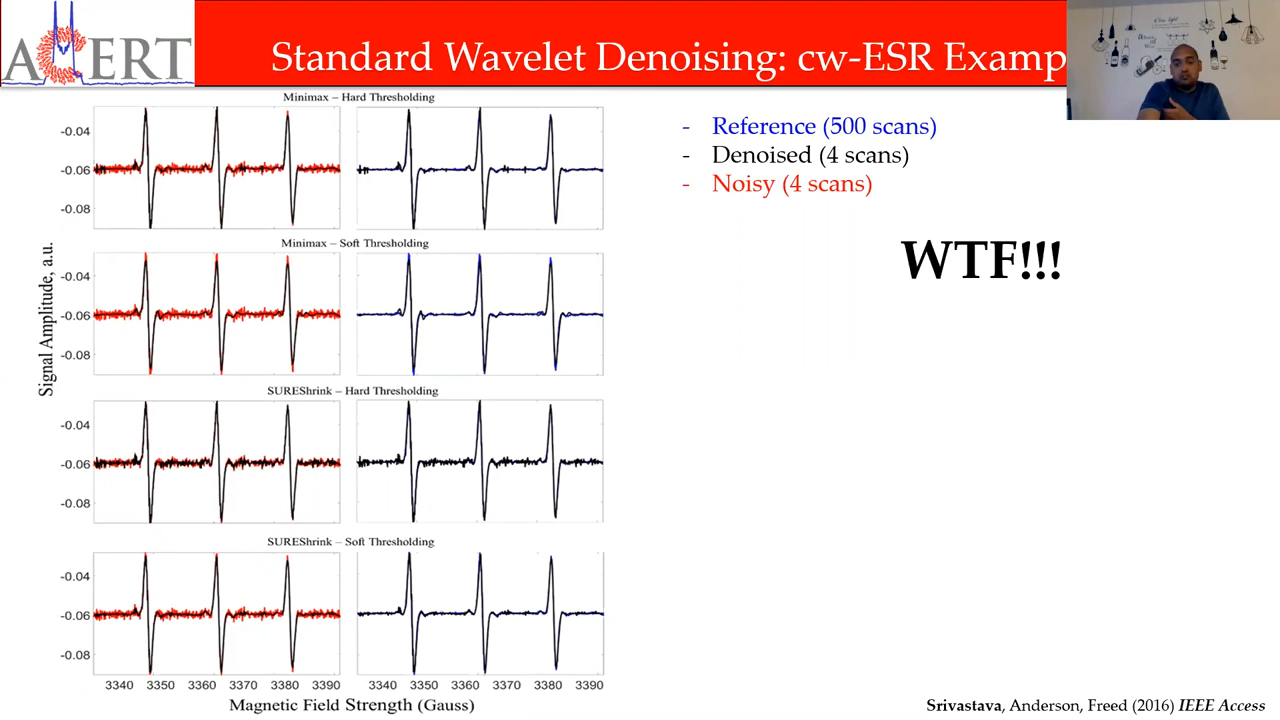 ACERT
Standard Wavelet Denoising: cw-ESR Examp
Minimax – Hard Thresholding
-0.04
-0.06
-0.08
Minimax – Soft Thresholding
-0.04
-0.06
-0.08
SUREShrink – Hard Thresholding
-0.04
-0.06
-0.08
SUREShrink – Soft Thresholding
-0.04
-0.06
-0.08
Signal Amplitude, a.u.
3340 3350 3360 3370 3380 3390
3340 3350 3360 3370 3380 3390
Magnetic Field Strength (Gauss)
- Reference (500 scans)
- Denoised (4 scans)
- Noisy (4 scans)
WTF!!!
Srivastava, Anderson, Freed (2016) IEEE Access